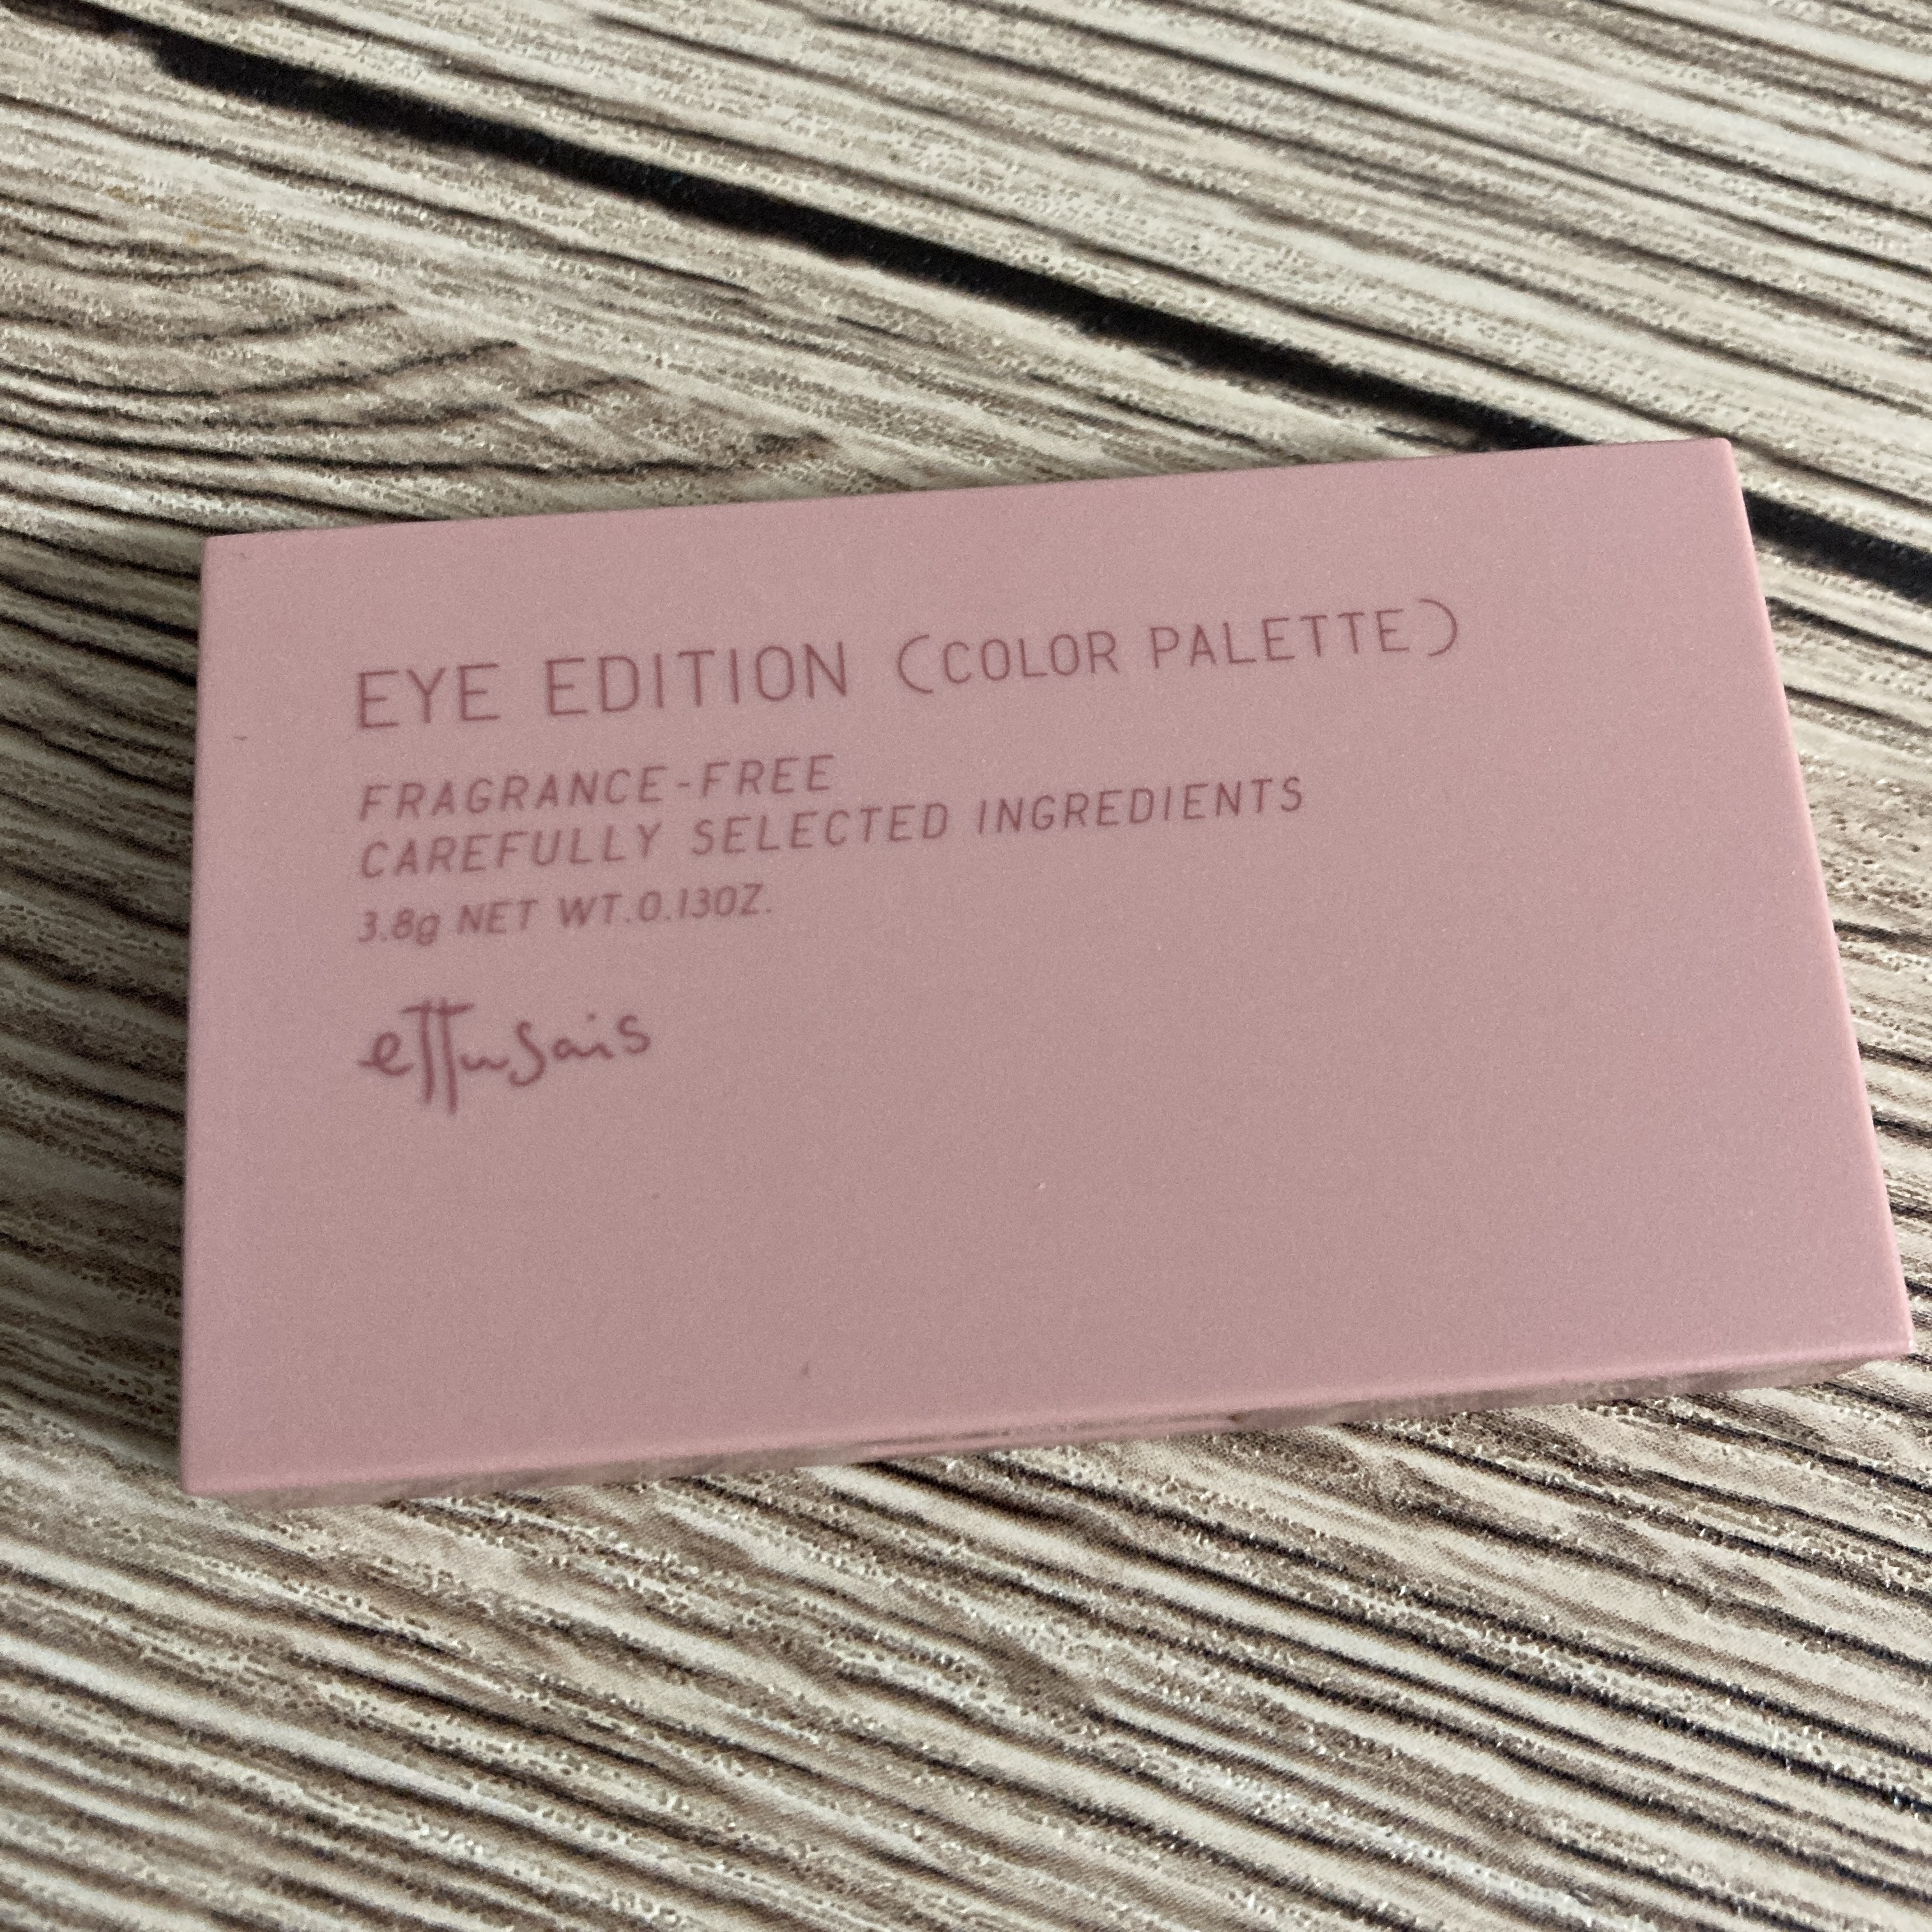 EYE EDITION (COLOR PALETTE)
FRAGRANCE-FREE
CAREFULLY SELECTED INGREDIENTS
3.8g NET WT.0.13OZ.
ettusais